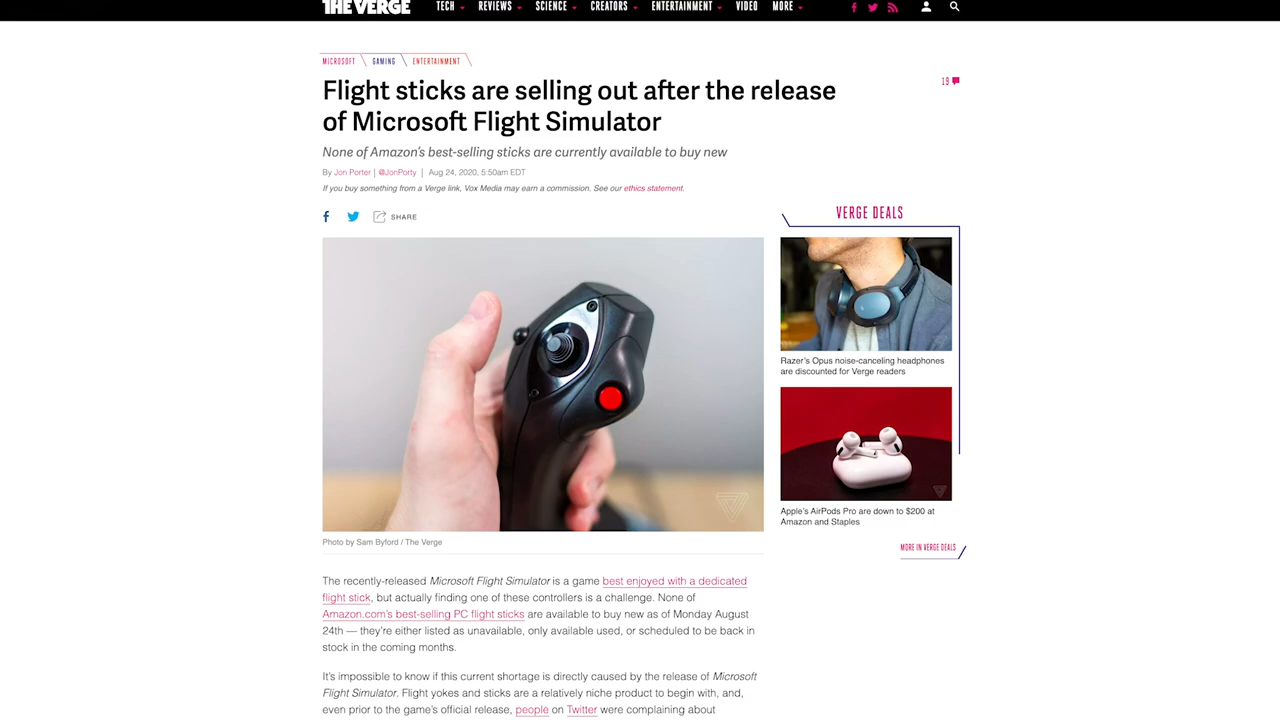 THE VERGE TECH REVIEWS SCIENCE CREATORS ENTERTAINMENT VIDEO MORE
MICROSOFT GAMING ENTERTAINMENT
Flight sticks are selling out after the release
of Microsoft Flight Simulator
19
None of Amazon's best-selling sticks are currently available to buy new
By Jon Porter | @JonPorty | Aug 24, 2020, 5:50am EDT
If you buy something from a Verge link, Vox Media may earn a commission. See our ethics statement.
SHARE
Photo by Sam Byford / The Verge
The recently-released Microsoft Flight Simulator is a game best enjoyed with a dedicated
flight stick, but actually finding one of these controllers is a challenge. None of
Amazon.com's best-selling PC flight sticks are available to buy new as of Monday August
24th — they're either listed as unavailable, only available used, or scheduled to be back in
stock in the coming months.
It's impossible to know if this current shortage is directly caused by the release of Microsoft
Flight Simulator. Flight yokes and sticks are a relatively niche product to begin with, and,
even prior to the game's official release, people on Twitter were complaining about
VERGE DEALS
Razer's Opus noise-canceling headphones
are discounted for Verge readers
Apple's AirPods Pro are down to $200 at
Amazon and Staples
MORE IN VERGE DEALS